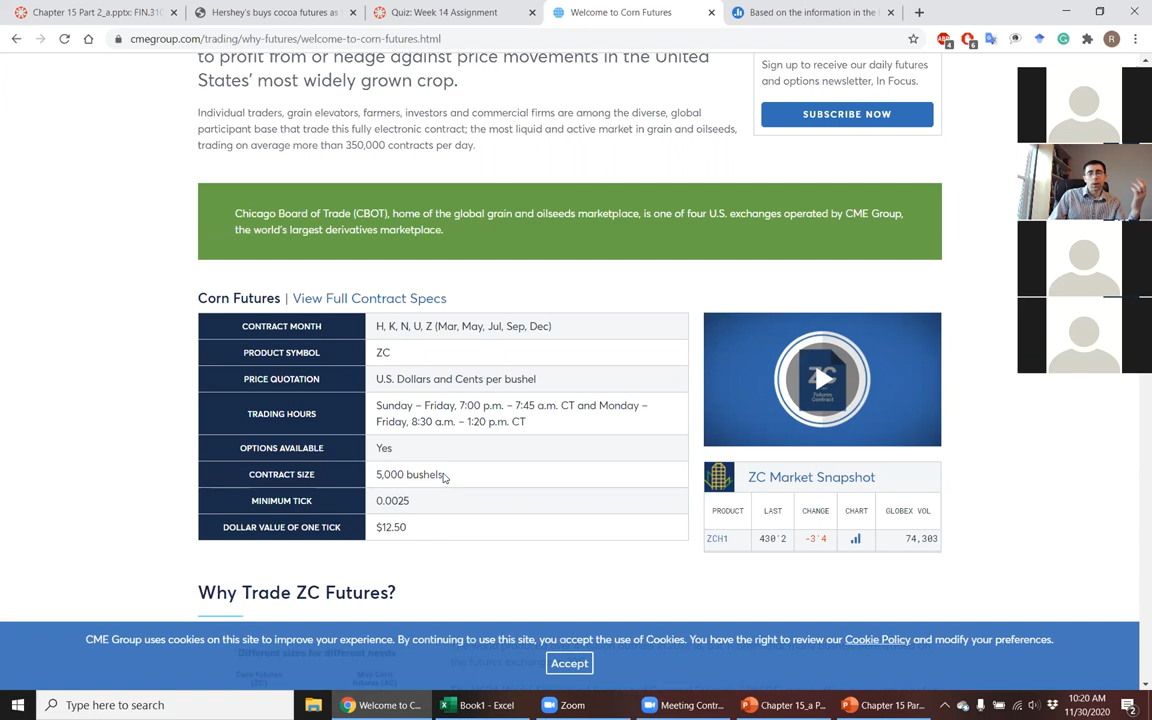 Chapter 15 Part 2_a.pptx: FIN.310
Hershey's buys cocoa futures as
Quiz: Week 14 Assignment
Welcome to Corn Futures
Based on the information in the
cmegroup.com/trading/why-futures/welcome-to-corn-futures.html
4
6
R
to profit from or hedge against price movements in the United
States' most widely grown crop.
Individual traders, grain elevators, farmers, investors and commercial firms are among the diverse, global
participant base that trade this fully electronic contract; the most liquid and active market in grain and oilseeds,
trading on average more than 350,000 contracts per day.
Sign up to receive our daily futures
and options newsletter, In Focus.
SUBSCRIBE NOW
Chicago Board of Trade (CBOT), home of the global grain and oilseeds marketplace, is one of four U.S. exchanges operated by CME Group,
the world's largest derivatives marketplace.
Corn Futures | View Full Contract Specs
CONTRACT MONTH H, K, N, U, Z (Mar, May, Jul, Sep, Dec)
PRODUCT SYMBOL ZC
PRICE QUOTATION U.S. Dollars and Cents per bushel
TRADING HOURS Sunday – Friday, 7:00 p.m. – 7:45 a.m. CT and Monday –
Friday, 8:30 a.m. – 1:20 p.m. CT
OPTIONS AVAILABLE Yes
CONTRACT SIZE 5,000 bushels
MINIMUM TICK 0.0025
DOLLAR VALUE OF ONE TICK $12.50
ZC
Futures
Contract
ZC Market Snapshot
PRODUCT LAST CHANGE CHART GLOBEX VOL
ZCH1 430'2 -3'4 74,303
Why Trade ZC Futures?
CME Group uses cookies on this site to improve your experience. By continuing to use this site, you accept the use of Cookies. You have the right to review our Cookie Policy and modify your preferences.
Accept
Different sizes for different needs
the futures exchang
Type here to search
Welcome to C...
Book1 - Excel
Zoom
Meeting Contr...
Chapter 15_a P...
Chapter 15 Par...
10:20 AM
11/30/2020
2